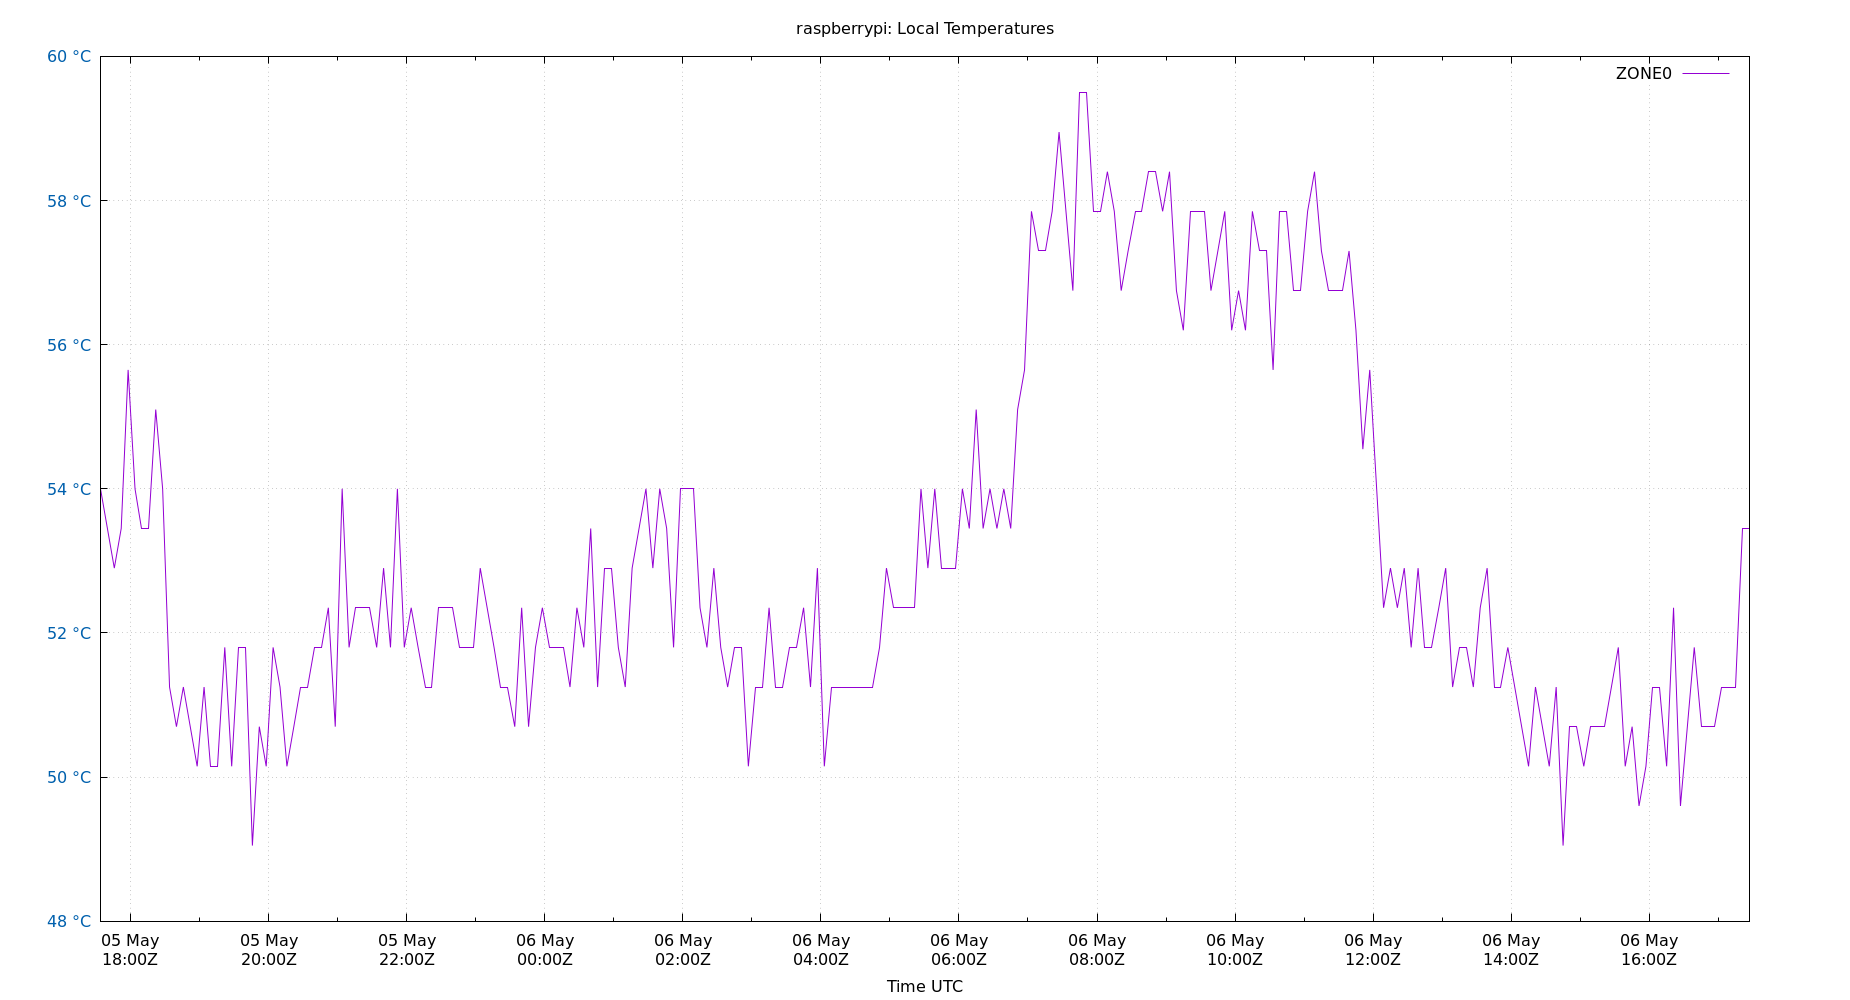 raspberrypi: Local Temperatures
60 °C
ZONE0
58 °C
56 °C
54 °C
52 °C
50 °C
48 °C
05 May 05 May 05 May 06 May 06 May 06 May 06 May 06 May 06 May 06 May 06 May 06 May
18:00Z 20:00Z 22:00Z 00:00Z 02:00Z 04:00Z 06:00Z 08:00Z 10:00Z 12:00Z 14:00Z 16:00Z
Time UTC